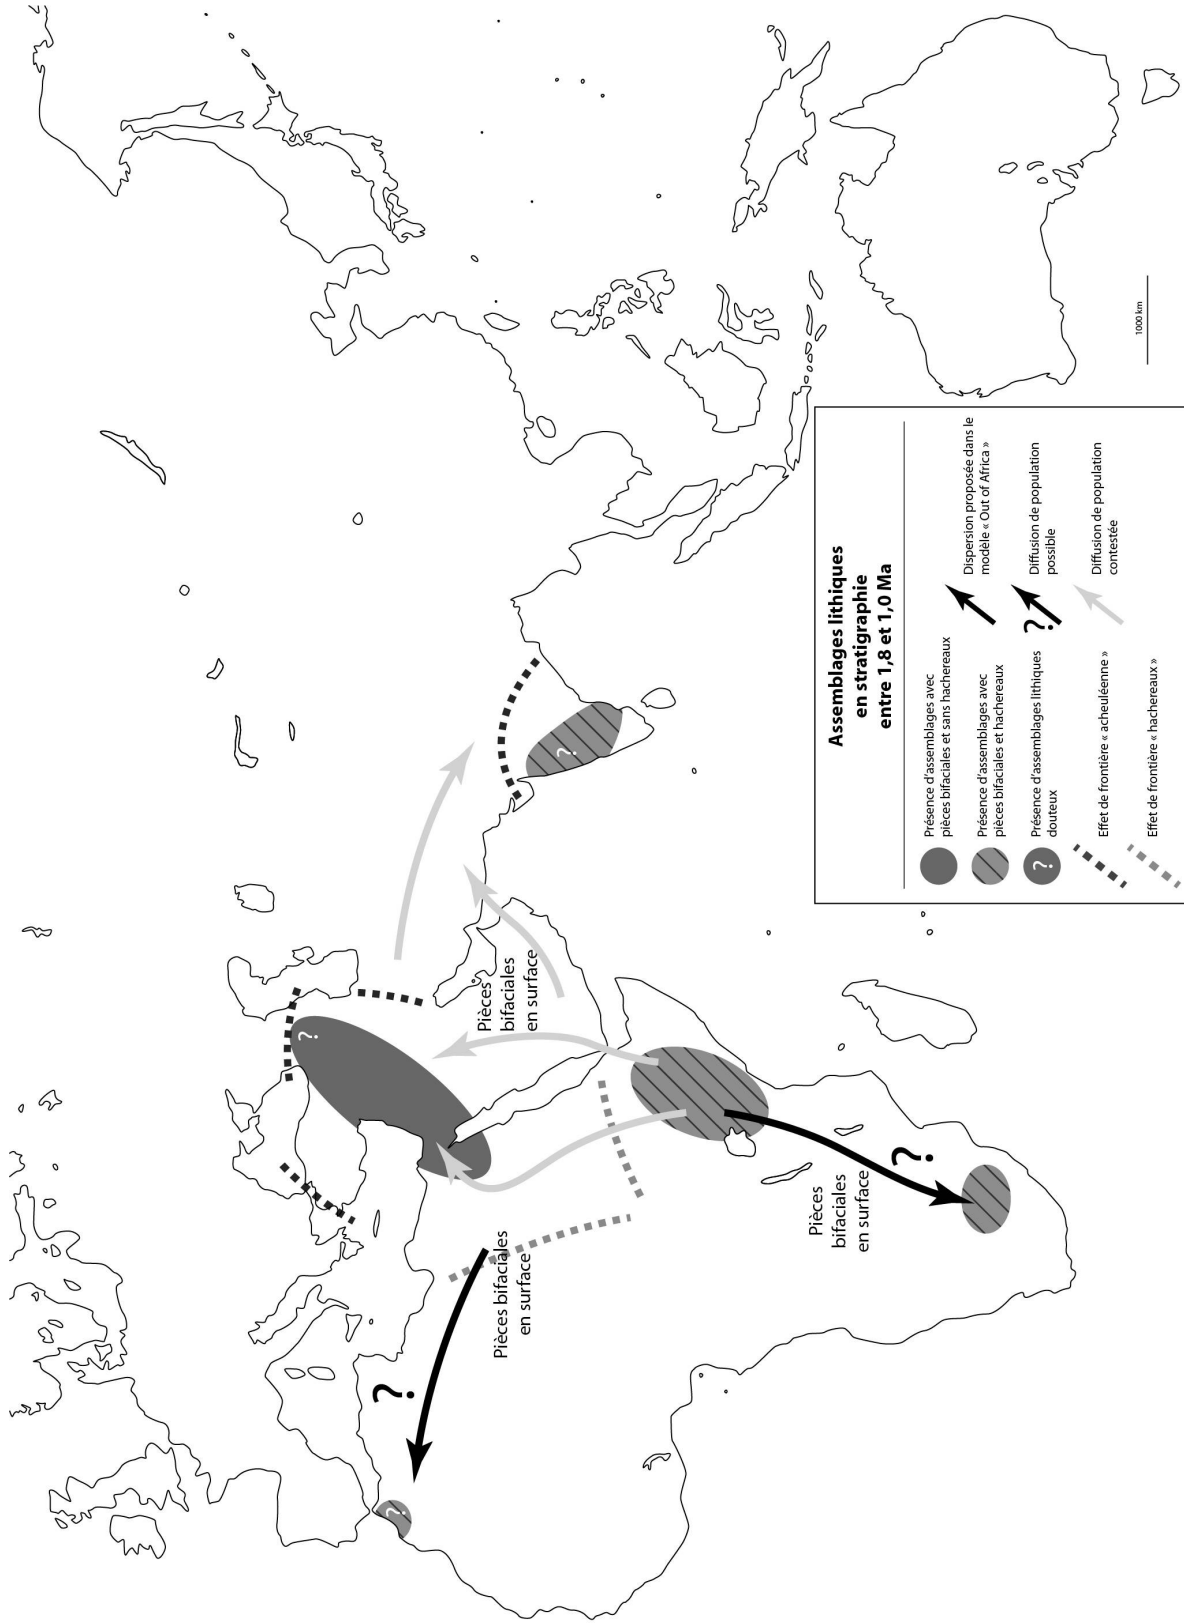 Pièces bifaciales
en surface
?
Pièces
bifaciales
en surface
?
Pièces
bifaciales
en surface
?
?
?
Assemblages lithiques
en stratigraphie
entre 1,8 et 1,0 Ma
Présence d'assemblages avec
pièces bifaciales et sans hachereaux
Présence d'assemblages avec
pièces bifaciales et hachereaux
?
Présence d'assemblages lithiques
douteux
Effet de frontière « acheuléenne »
Effet de frontière « hachereaux »
Dispersion proposée dans le
modèle « Out of Africa »
?
Diffusion de population
possible
Diffusion de population
contestée
1000 km